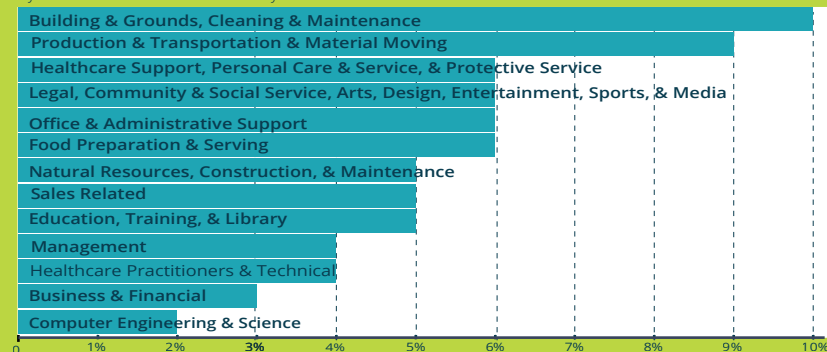 Building & Grounds, Cleaning & Maintenance
Production & Transportation & Material Moving
Healthcare Support, Personal Care & Service, & Protective Service
Legal, Community & Social Service, Arts, Design, Entertainment, Sports, & Media
Office & Administrative Support
Food Preparation & Serving
Natural Resources, Construction, & Maintenance
Sales Related
Education, Training, & Library
Management
Healthcare Practitioners & Technical
Business & Financial
Computer Engineering & Science
0 1% 2% 3% 4% 5% 6% 7% 8% 9% 10%